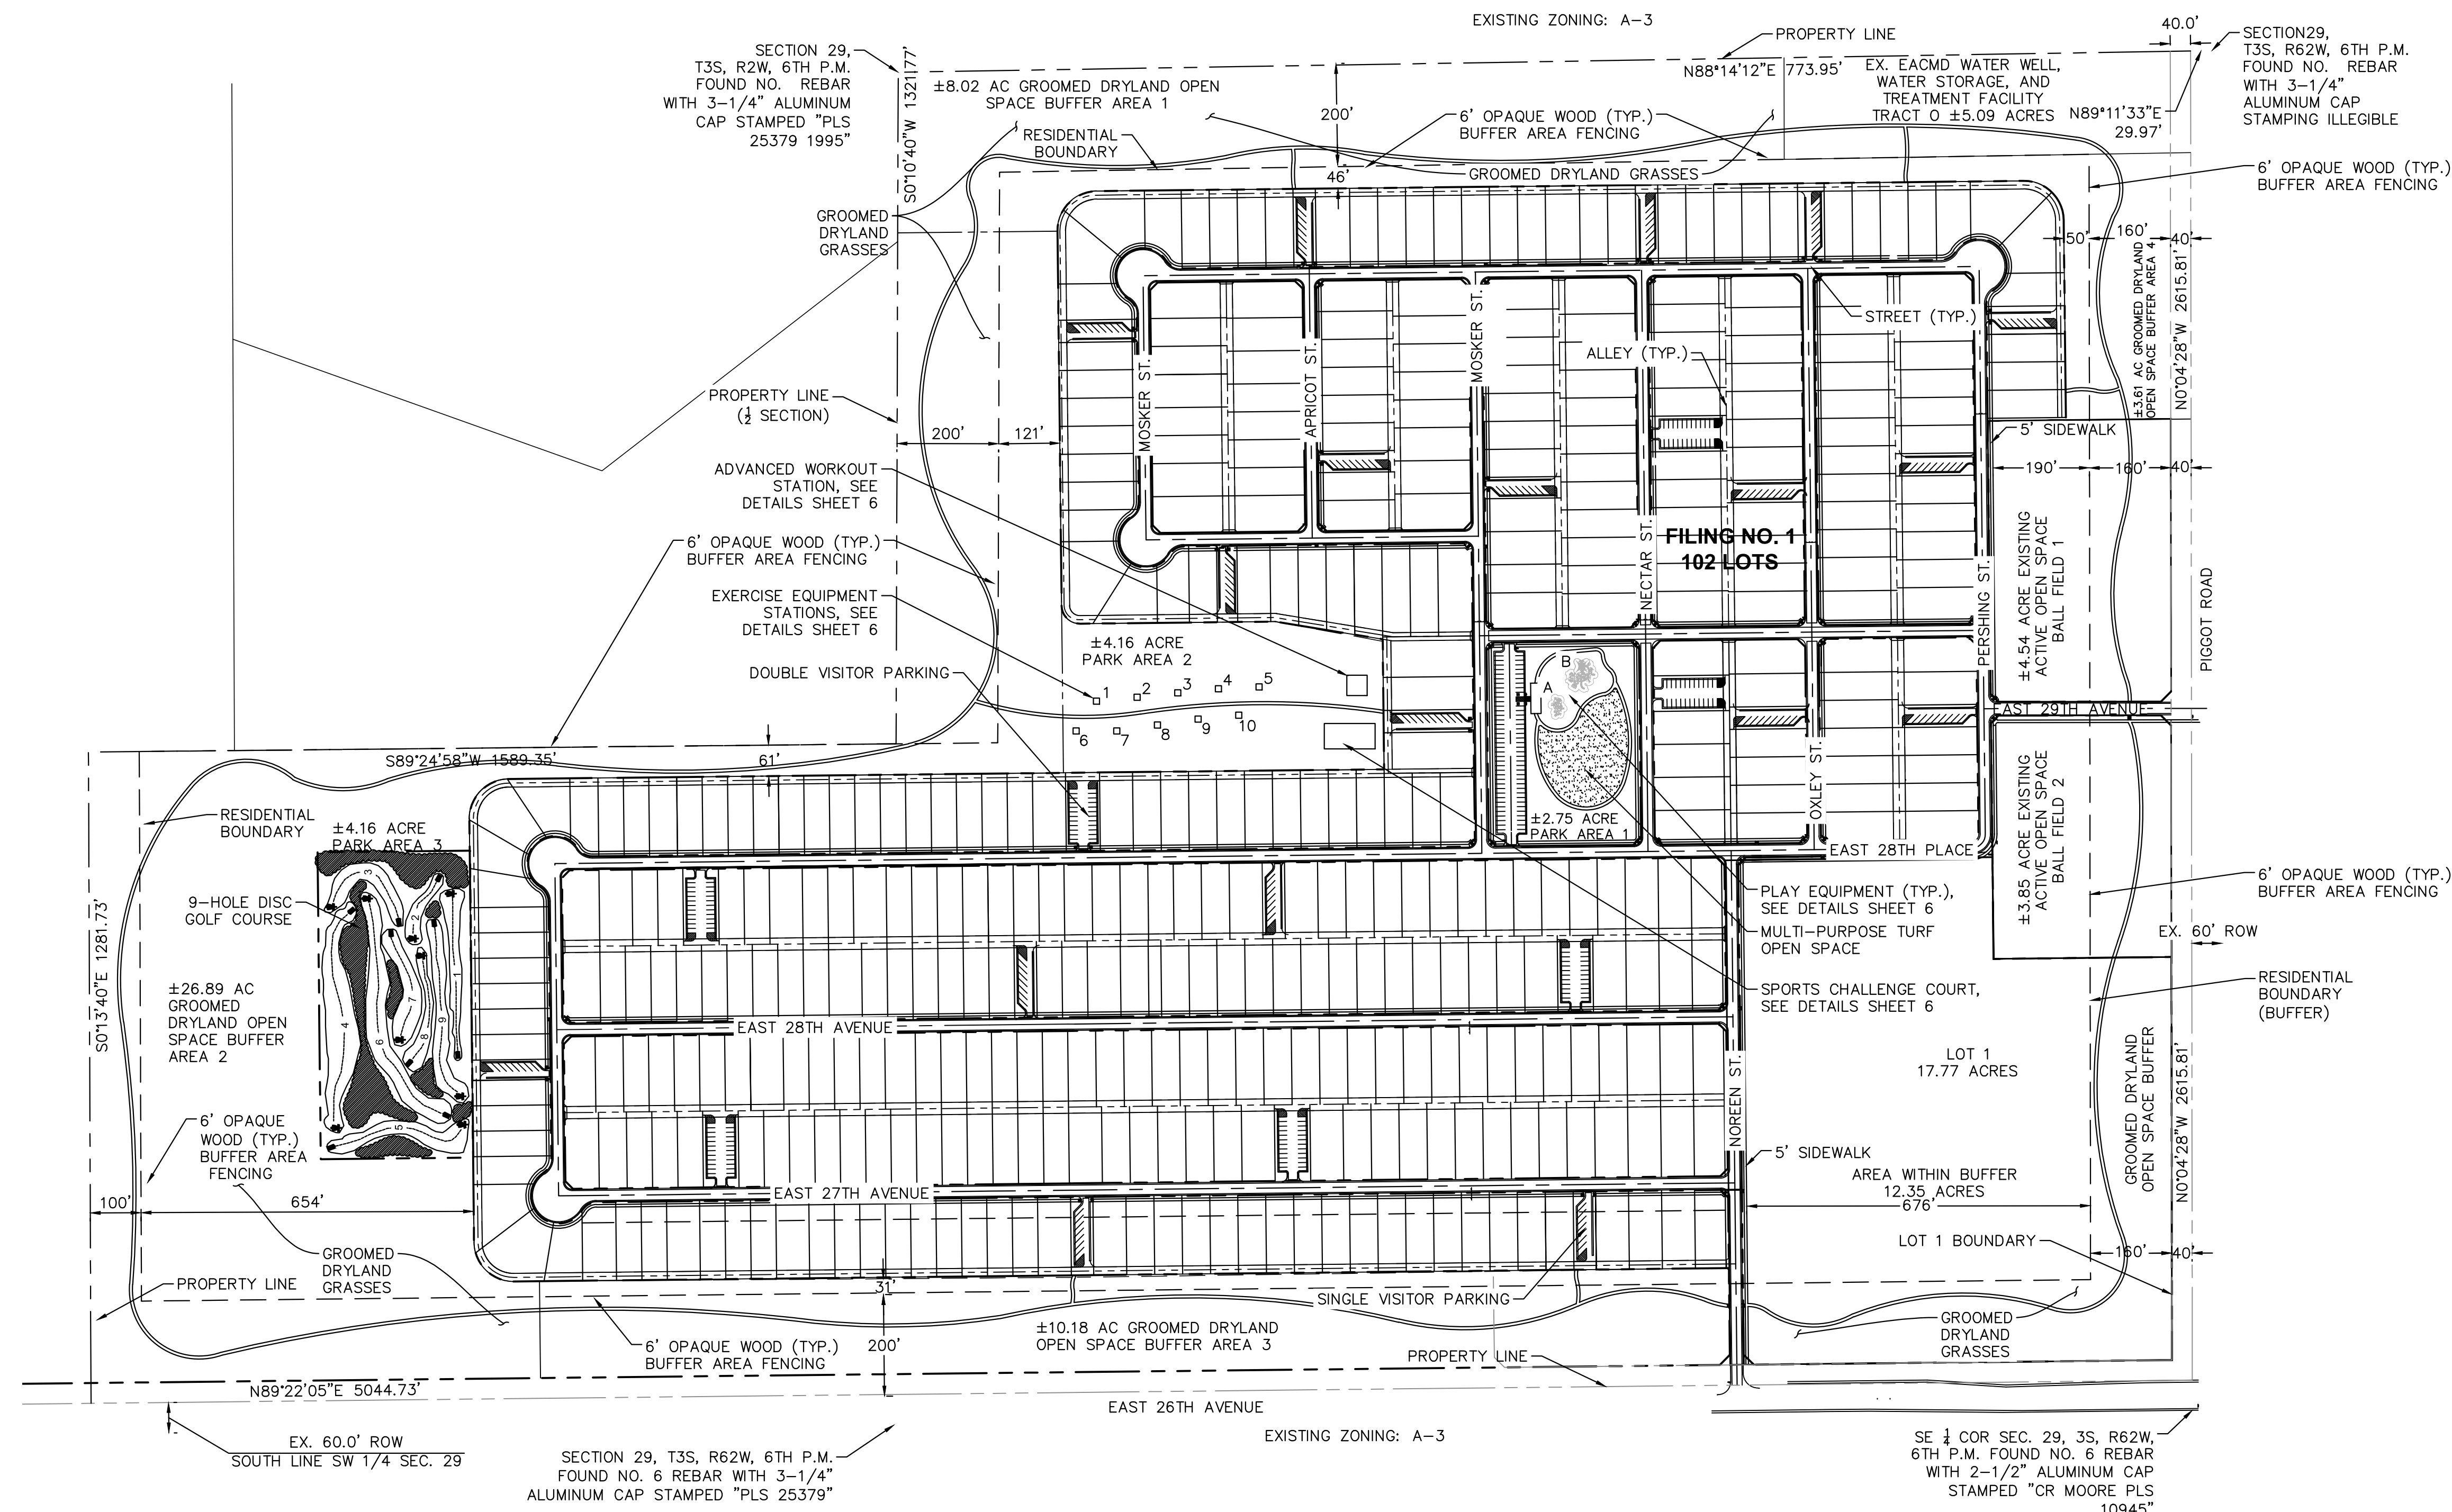 EXISTING ZONING: A-3
40.0'
PROPERTY LINE
SECTION 29,
T3S, R2W, 6TH P.M.
FOUND NO. REBAR
WITH 3-1/4" ALUMINUM
CAP STAMPED "PLS
25379 1995"
S0°10'40"W 1321.77'
±8.02 AC GROOMED DRYLAND OPEN
SPACE BUFFER AREA 1
RESIDENTIAL
BOUNDARY
200'
N88°14'12"E 773.95'
6' OPAQUE WOOD (TYP.)
BUFFER AREA FENCING
EX. EACMD WATER WELL,
WATER STORAGE, AND
TREATMENT FACILITY
TRACT O ±5.09 ACRES
N89°11'33"E
29.97'
SECTION29,
T3S, R62W, 6TH P.M.
FOUND NO. REBAR
WITH 3-1/4"
ALUMINUM CAP
STAMPING ILLEGIBLE
46'
GROOMED DRYLAND GRASSES
6' OPAQUE WOOD (TYP.)
BUFFER AREA FENCING
GROOMED
DRYLAND
GRASSES
50'
160'
40'
±3.61 AC GROOMED DRYLAND
OPEN SPACE BUFFER AREA 4
N0°04'28"W 2615.81'
MOSKER ST.
APRICOT ST.
MOSKER ST.
STREET (TYP.)
ALLEY (TYP.)
PROPERTY LINE
(½ SECTION)
200'
121'
5' SIDEWALK
190'
160'
40'
ADVANCED WORKOUT
STATION, SEE
DETAILS SHEET 6
6' OPAQUE WOOD (TYP.)
BUFFER AREA FENCING
EXERCISE EQUIPMENT
STATIONS, SEE
DETAILS SHEET 6
NECTAR ST.
FILING NO. 1
102 LOTS
PERSHING ST.
±4.54 ACRE EXISTING
ACTIVE OPEN SPACE
BALL FIELD 1
PIGOT ROAD
±4.16 ACRE
PARK AREA 2
DOUBLE VISITOR PARKING
1
2
3
4
5
6
7
8
9
10
B
A
±2.75 ACRE
PARK AREA 1
OXLEY ST.
EAST 29TH AVENUE
±3.85 ACRE EXISTING
ACTIVE OPEN SPACE
BALL FIELD 2
S89°24'58"W 1589.35'
61'
RESIDENTIAL
BOUNDARY
±4.16 ACRE
PARK AREA 3
EAST 28TH PLACE
6' OPAQUE WOOD (TYP.)
BUFFER AREA FENCING
9-HOLE DISC
GOLF COURSE
3
2
1
4
6
7
8
9
5
PLAY EQUIPMENT (TYP.),
SEE DETAILS SHEET 6
MULTI-PURPOSE TURF
OPEN SPACE
EX. 60' ROW
S0°13'40"E 1281.73'
±26.89 AC
GROOMED
DRYLAND OPEN
SPACE BUFFER
AREA 2
SPORTS CHALLENGE COURT,
SEE DETAILS SHEET 6
RESIDENTIAL
BOUNDARY
(BUFFER)
EAST 28TH AVENUE
NOREEN ST.
LOT 1
17.77 ACRES
GROOMED DRYLAND
OPEN SPACE BUFFER
N0°04'28"W 2615.81'
6' OPAQUE
WOOD (TYP.)
BUFFER AREA
FENCING
5' SIDEWALK
AREA WITHIN BUFFER
12.35 ACRES
676'
100'
654'
EAST 27TH AVENUE
LOT 1 BOUNDARY
160'
40'
GROOMED
DRYLAND
GRASSES
PROPERTY LINE
31'
SINGLE VISITOR PARKING
200'
±10.18 AC GROOMED DRYLAND
OPEN SPACE BUFFER AREA 3
GROOMED
DRYLAND
GRASSES
6' OPAQUE WOOD (TYP.)
BUFFER AREA FENCING
PROPERTY LINE
N89°22'05"E 5044.73'
EAST 26TH AVENUE
EXISTING ZONING: A-3
EX. 60.0' ROW
SOUTH LINE SW 1/4 SEC. 29
SECTION 29, T3S, R62W, 6TH P.M.
FOUND NO. 6 REBAR WITH 3-1/4"
ALUMINUM CAP STAMPED "PLS 25379"
SE ¼ COR SEC. 29, 3S, R62W,
6TH P.M. FOUND NO. 6 REBAR
WITH 2-1/2" ALUMINUM CAP
STAMPED "CR MOORE PLS
10945"